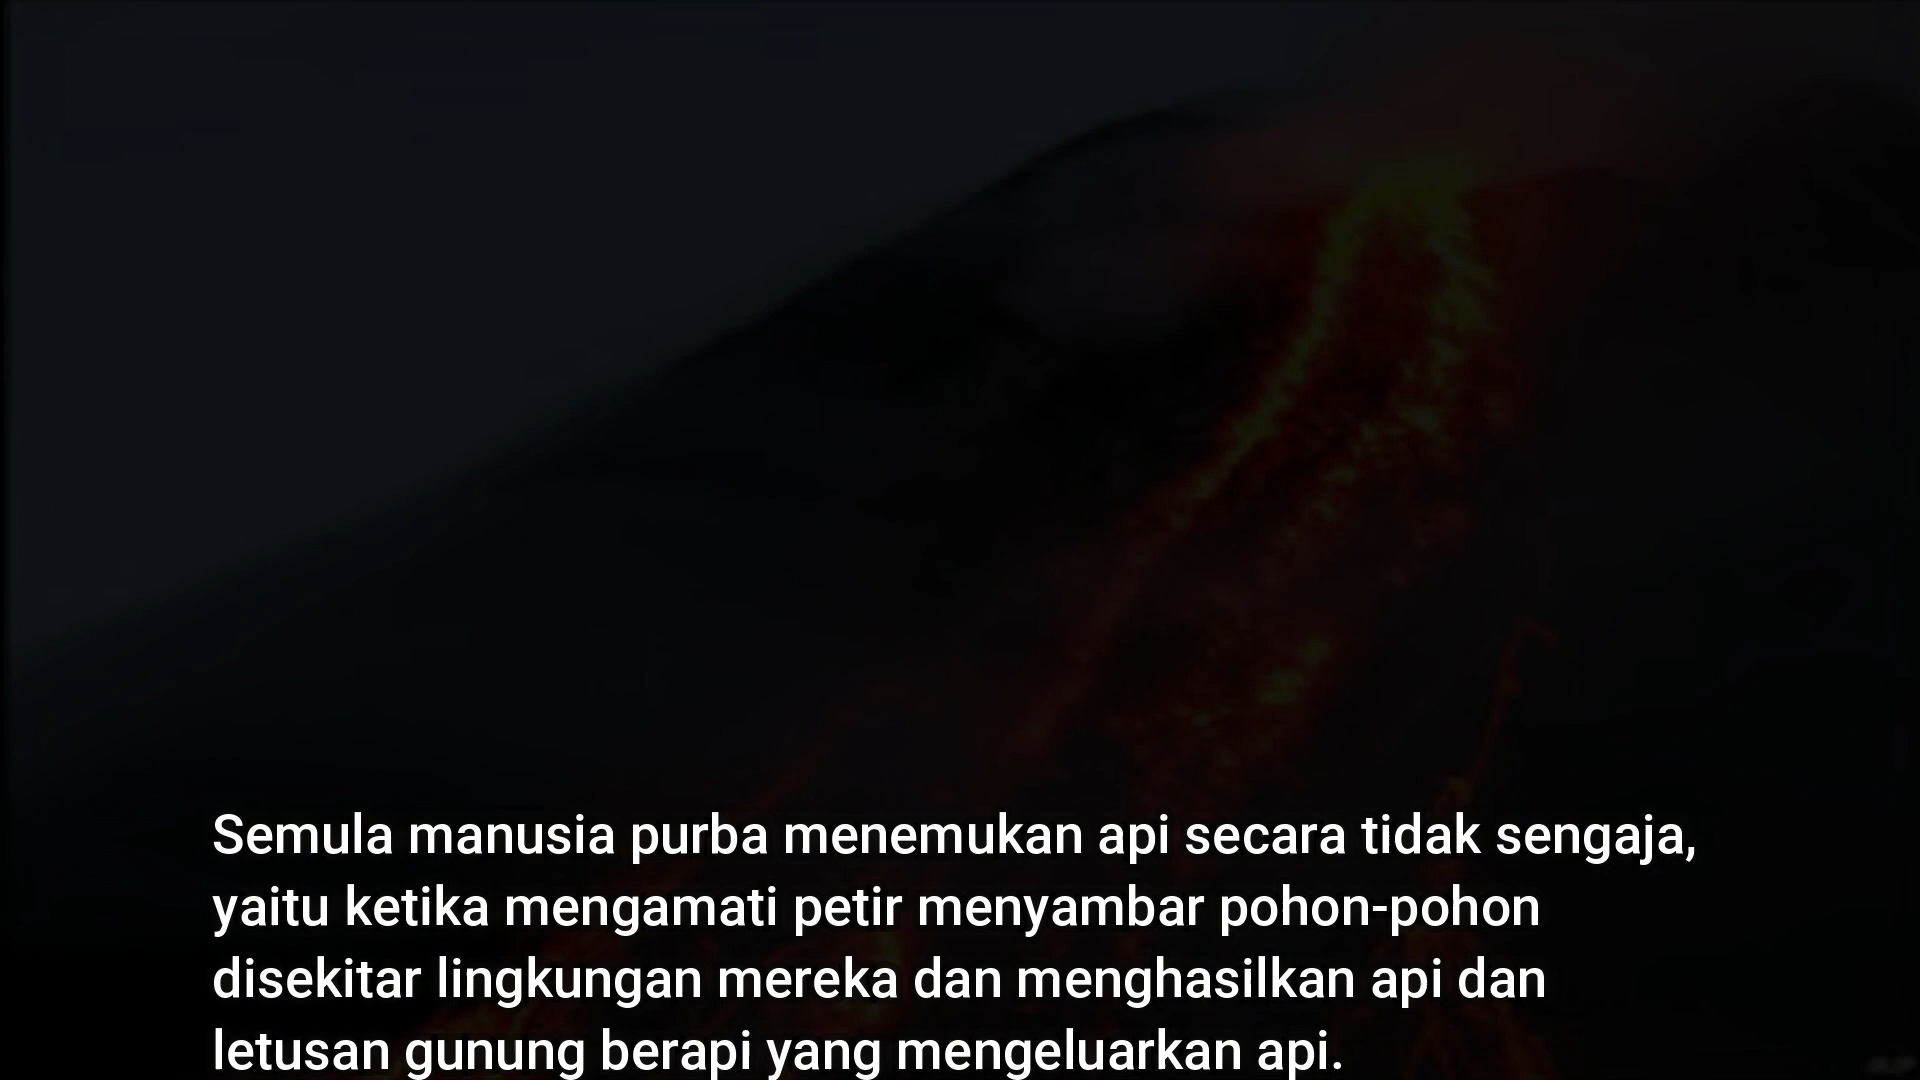 Semula manusia purba menemukan api secara tidak sengaja,
yaitu ketika mengamati petir menyambar pohon-pohon
disekitar lingkungan mereka dan menghasilkan api dan
letusan gunung berapi yang mengeluarkan api.